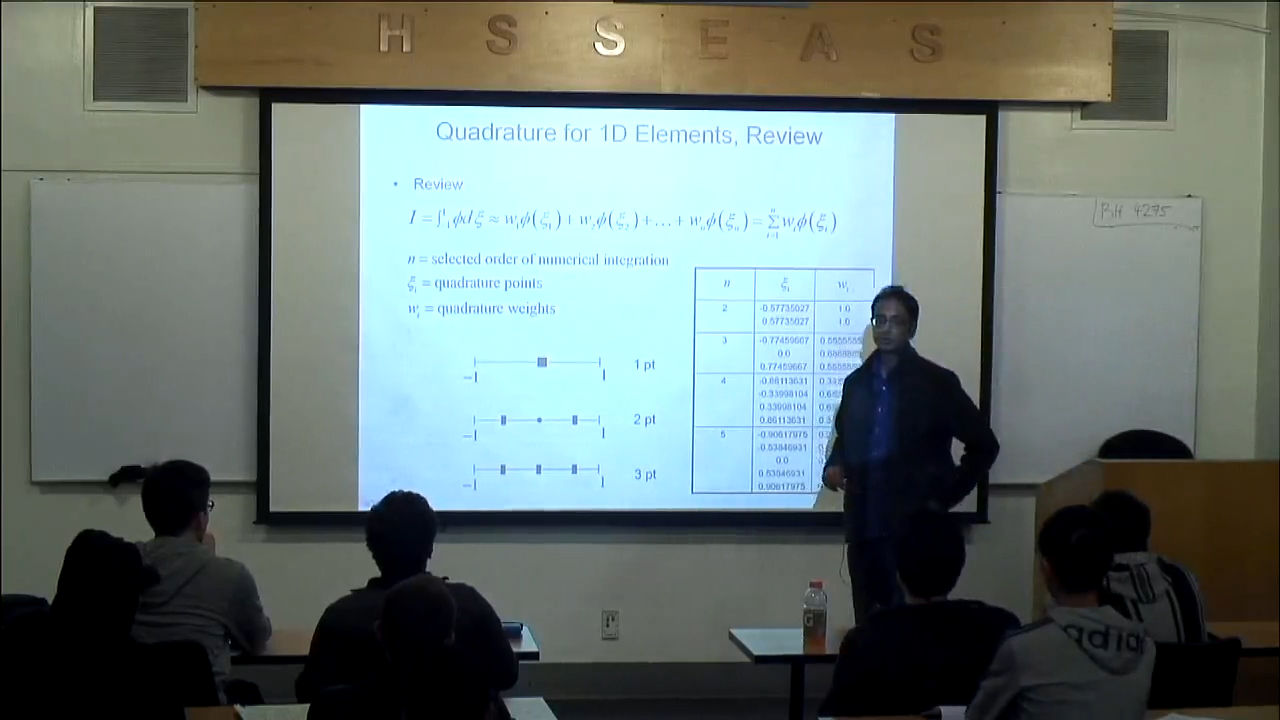 H S S E A S
Quadrature for 1D Elements, Review
• Review
I = ∫₋₁¹ ϕdξ ≈ w₁ϕ(ξ₁) + w₂ϕ(ξ₂) + … + wₙϕ(ξₙ) = Σᵢ₌₁ⁿ wᵢϕ(ξᵢ)
n = selected order of numerical integration
ξᵢ = quadrature points
wᵢ = quadrature weights
1 pt
–1 1
2 pt
–1 1
3 pt
–1 1
n ξᵢ wᵢ
2 -0.57735027 1.0
0.57735027 1.0
3 -0.77459667
0.0
0.77459667
4 -0.86113631
-0.33998104
0.33998104
0.86113631
5 -0.90617975
-0.53846931
0.0
0.53846931
0.90617975
BH 4275
G
adidas